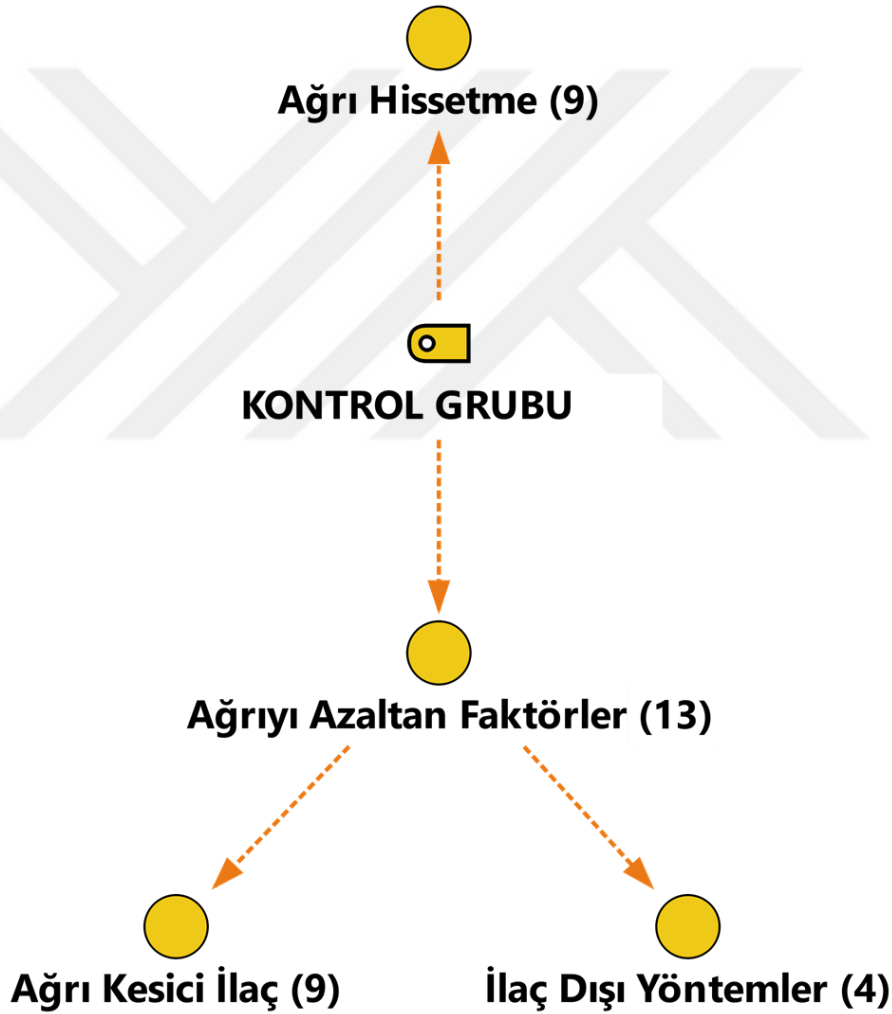 Ağrı Hissetme (9)
KONTROL GRUBU
Ağrıyı Azaltan Faktörler (13)
Ağrı Kesici İlaç (9)
İlaç Dışı Yöntemler (4)